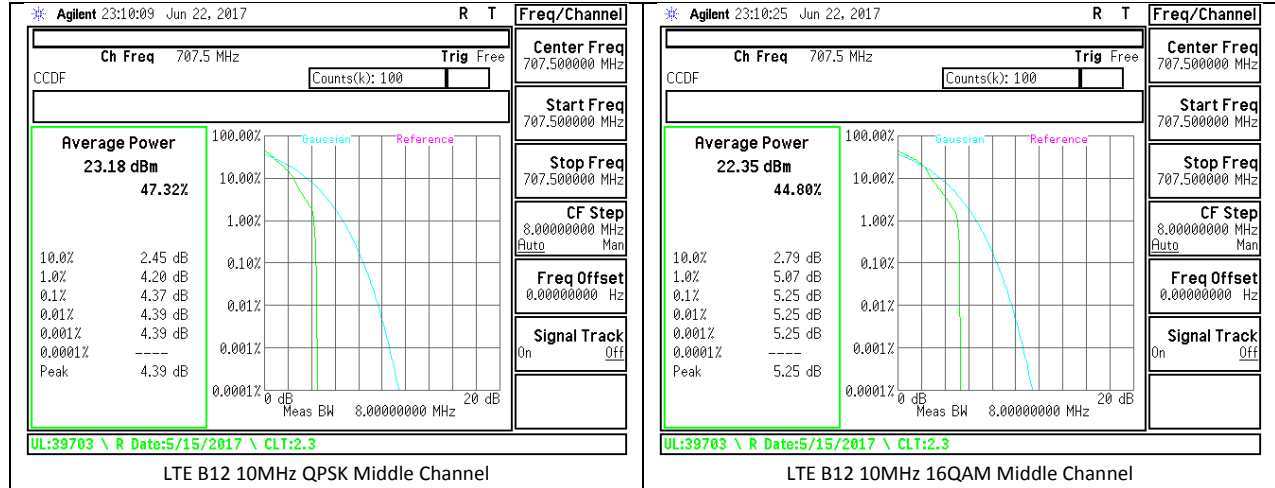 Agilent 23:10:09 Jun 22, 2017 R T Freq/Channel
Ch Freq 707.5 MHz Trig Free
CCDF Counts(k): 100
Center Freq
707.500000 MHz
Start Freq
707.500000 MHz
Stop Freq
707.500000 MHz
CF Step
8.00000000 MHz
Auto Man
Freq Offset
0.00000000 Hz
Signal Track
On Off
Average Power
23.18 dBm
47.32%
10.0% 2.45 dB
1.0% 4.20 dB
0.1% 4.37 dB
0.01% 4.39 dB
0.001% 4.39 dB
0.0001% ----
Peak 4.39 dB
Gaussian Reference
100.00%
10.00%
1.00%
0.10%
0.01%
0.001%
0.0001%
0 dB 20 dB
Meas BW 8.00000000 MHz
UL:39703 \ R Date:5/15/2017 \ CLT:2.3
LTE B12 10MHz QPSK Middle Channel
Agilent 23:10:25 Jun 22, 2017 R T Freq/Channel
Ch Freq 707.5 MHz Trig Free
CCDF Counts(k): 100
Center Freq
707.500000 MHz
Start Freq
707.500000 MHz
Stop Freq
707.500000 MHz
CF Step
8.00000000 MHz
Auto Man
Freq Offset
0.00000000 Hz
Signal Track
On Off
Average Power
22.35 dBm
44.80%
10.0% 2.79 dB
1.0% 5.07 dB
0.1% 5.25 dB
0.01% 5.25 dB
0.001% 5.25 dB
0.0001% ----
Peak 5.25 dB
Gaussian Reference
100.00%
10.00%
1.00%
0.10%
0.01%
0.001%
0.0001%
0 dB 20 dB
Meas BW 8.00000000 MHz
UL:39703 \ R Date:5/15/2017 \ CLT:2.3
LTE B12 10MHz 16QAM Middle Channel